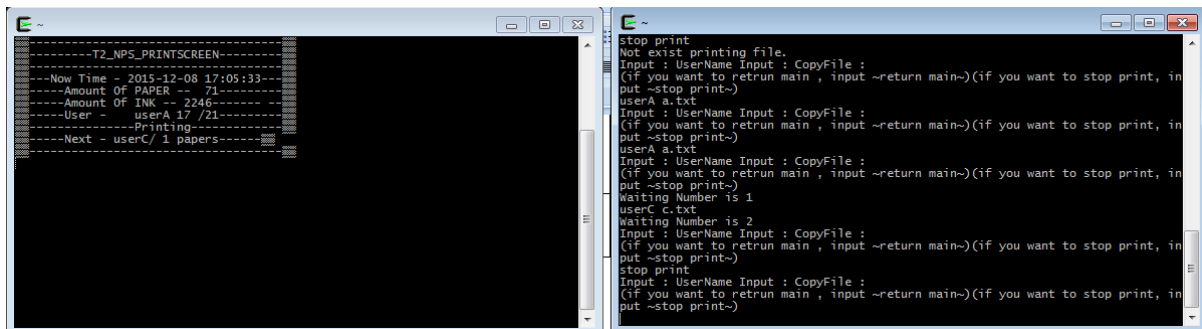 ~
---------T2_NPS_PRINTSCREEN---------
---Now Time - 2015-12-08 17:05:33---
-----Amount Of PAPER --  71---------
-----Amount Of INK -- 2246------- --
-----User -    userA 17 /21---------
--------------Printing--------------
-----Next - userC/ 1 papers------
~
stop print
Not exist printing file.
Input : UserName Input : CopyFile :
(if you want to retrun main , input ~return main~)(if you want to stop print, in
put ~stop print~)
userA a.txt
Input : UserName Input : CopyFile :
(if you want to retrun main , input ~return main~)(if you want to stop print, in
put ~stop print~)
userA a.txt
Input : UserName Input : CopyFile :
(if you want to retrun main , input ~return main~)(if you want to stop print, in
put ~stop print~)
Waiting Number is 1
userC c.txt
Waiting Number is 2
Input : UserName Input : CopyFile :
(if you want to retrun main , input ~return main~)(if you want to stop print, in
put ~stop print~)
stop print
Input : UserName Input : CopyFile :
(if you want to retrun main , input ~return main~)(if you want to stop print, in
put ~stop print~)